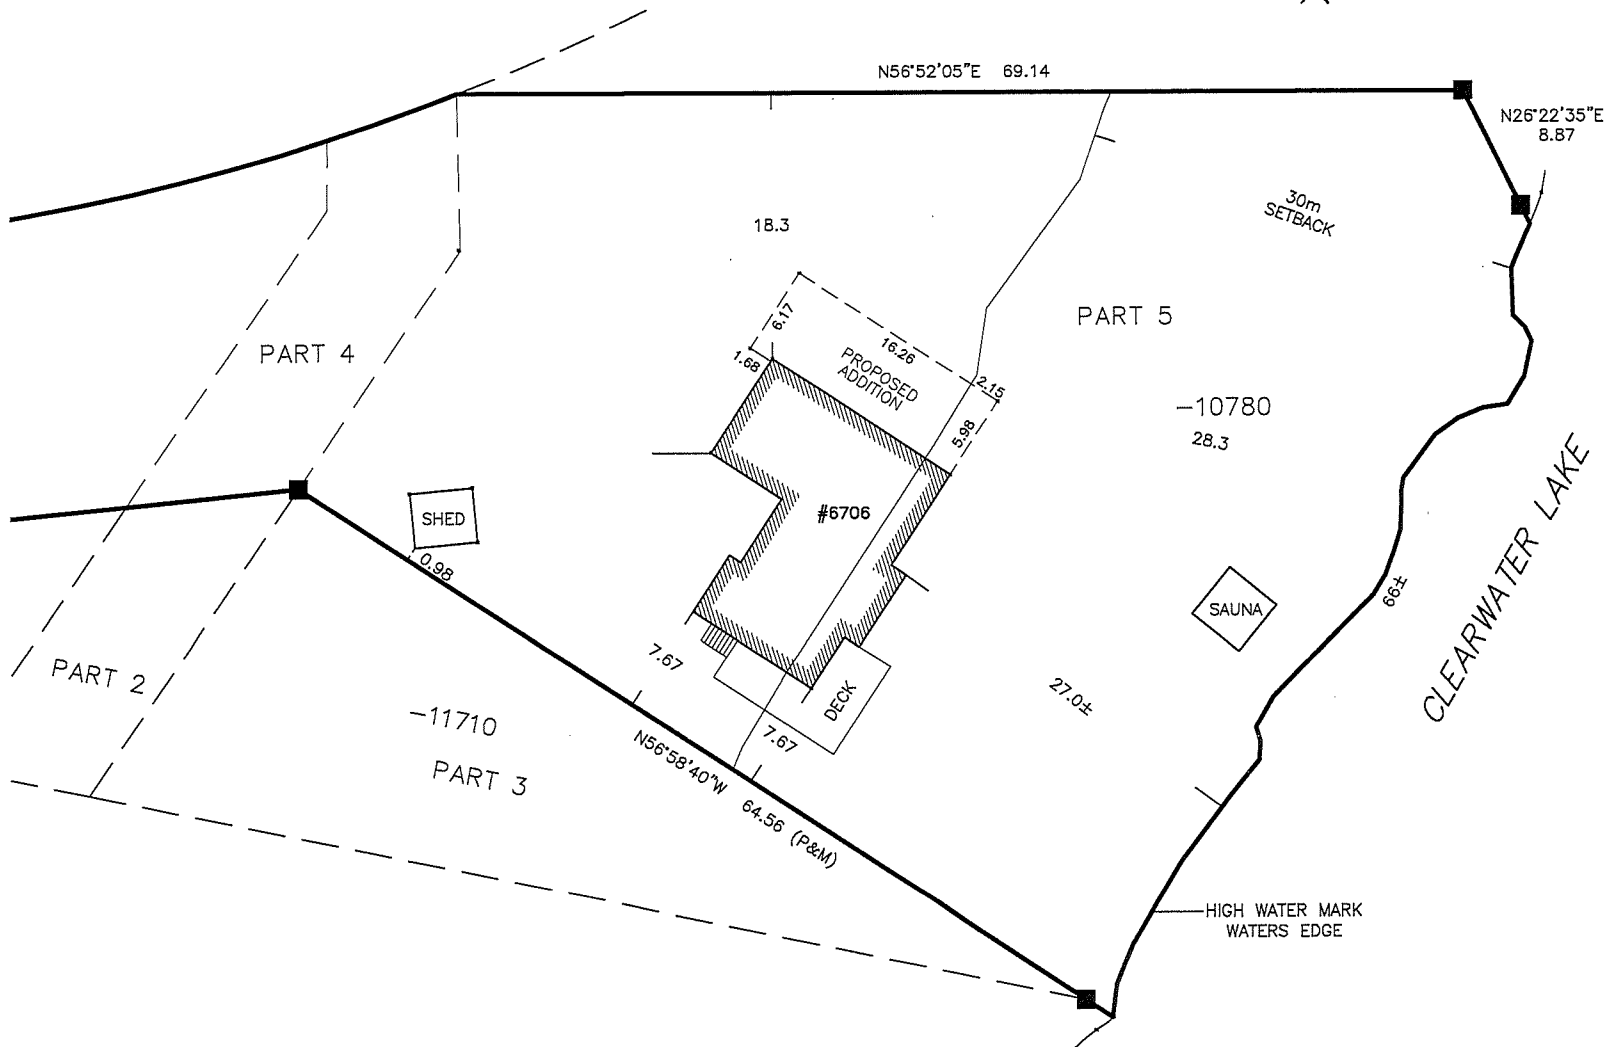 N56°52'05"E 69.14
N26°22'35"E
8.87
30m
SETBACK
18.3
PART 5
6.17
16.26
PART 4
1.68
PROPOSED
ADDITION
2.15
-10780
28.3
5.98
#6706
SHED
0.98
66±
SAUNA
CLEARWATER LAKE
7.67
PART 2
27.0±
DECK
-11710
7.67
N56°58'40"W 64.56 (P&M)
PART 3
HIGH WATER MARK
WATERS EDGE